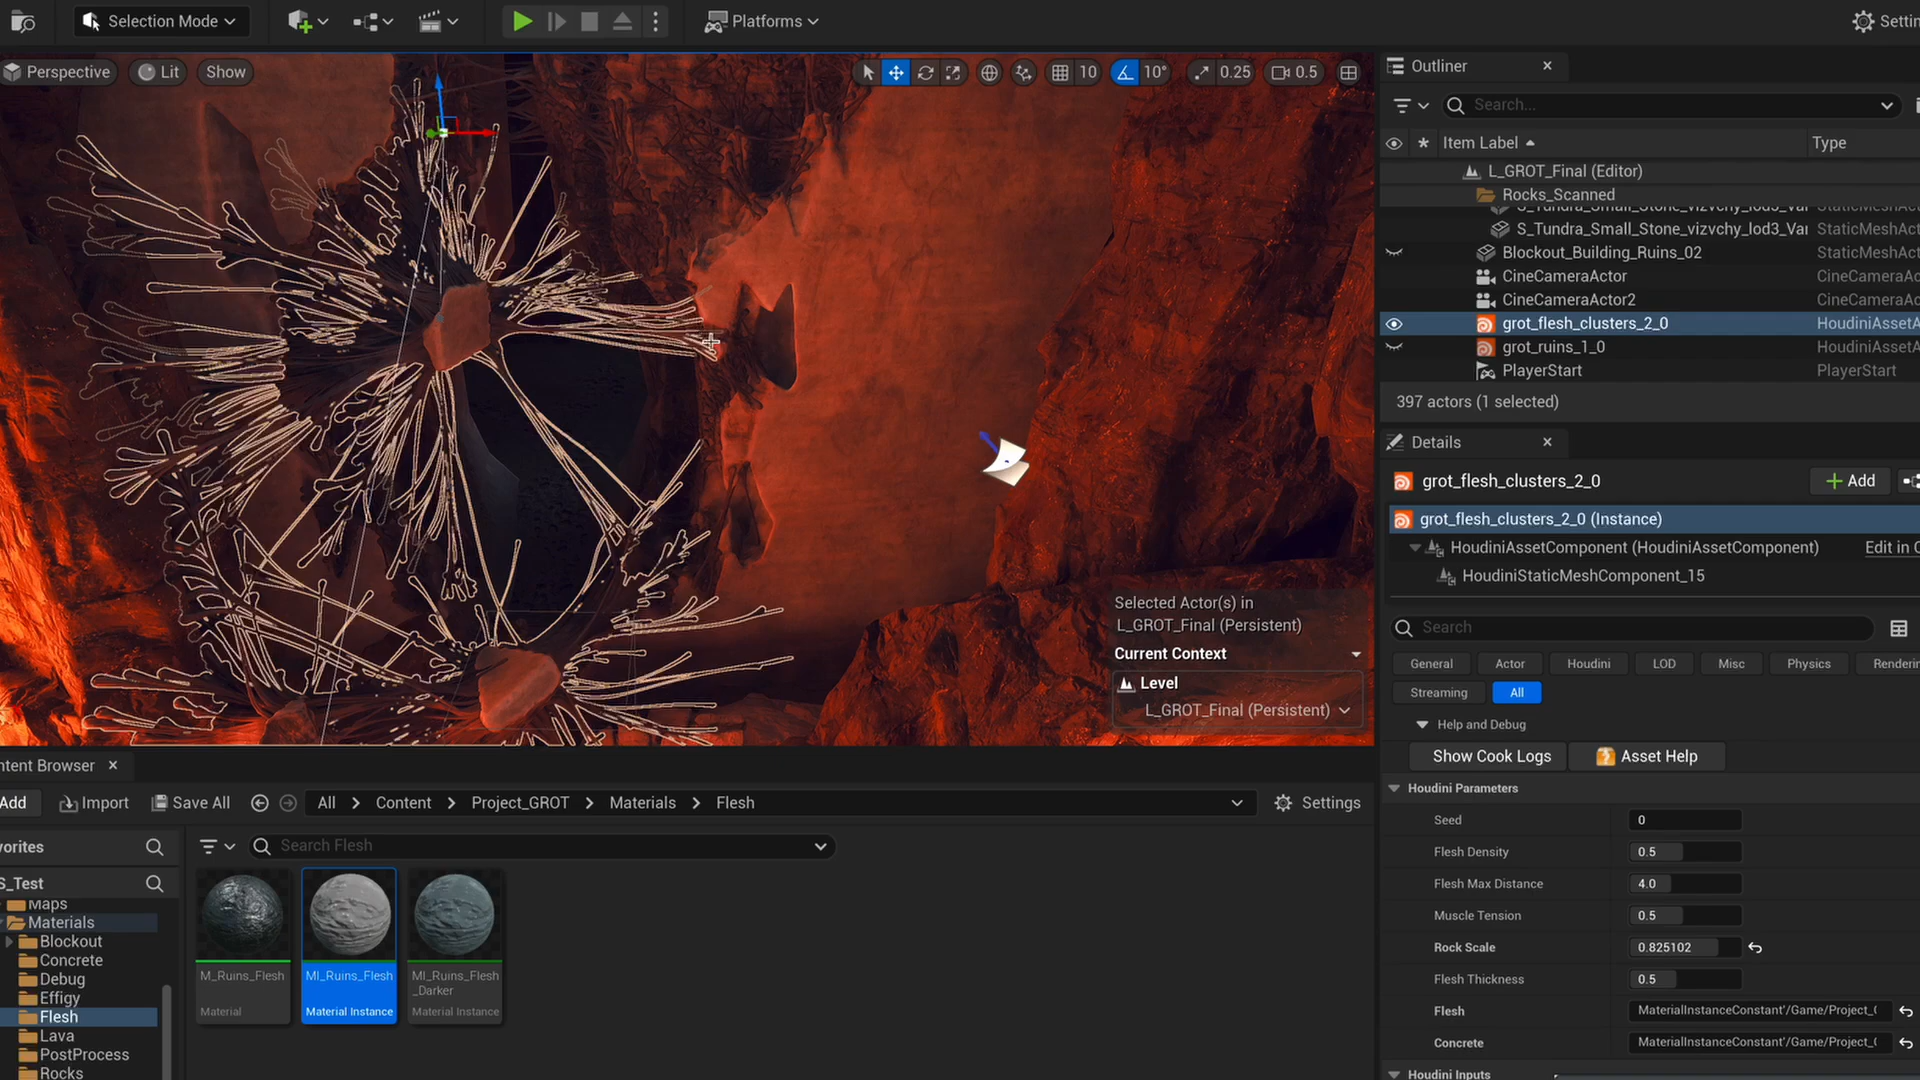 Selection Mode
Platforms
Settin
Perspective
Lit
Show
10
10°
0.25
0.5
Outliner
Search...
Item Label
Type
L_GROT_Final (Editor)
Rocks_Scanned
S_Tundra_Small_Stone_vizvchy_lod3_Var StaticMeshAct
S_Tundra_Small_Stone_vizvchy_lod3_Var StaticMeshAct
Blockout_Building_Ruins_02 StaticMeshAct
CineCameraActor CineCameraAc
CineCameraActor2 CineCameraAc
grot_flesh_clusters_2_0 HoudiniAssetA
grot_ruins_1_0 HoudiniAssetA
PlayerStart PlayerStart
397 actors (1 selected)
Details
grot_flesh_clusters_2_0
Add
grot_flesh_clusters_2_0 (Instance)
HoudiniAssetComponent (HoudiniAssetComponent) Edit in C
HoudiniStaticMeshComponent_15
Search
General Actor Houdini LOD Misc Physics Renderin
Streaming All
Help and Debug
Show Cook Logs
Asset Help
Houdini Parameters
Seed 0
Flesh Density 0.5
Flesh Max Distance 4.0
Muscle Tension 0.5
Rock Scale 0.825102
Flesh Thickness 0.5
Flesh MaterialInstanceConstant'/Game/Project_(
Concrete MaterialInstanceConstant'/Game/Project_(
Houdini Inputs
Selected Actor(s) in
L_GROT_Final (Persistent)
Current Context
Level
L_GROT_Final (Persistent)
ntent Browser
Add
Import
Save All
All > Content > Project_GROT > Materials > Flesh
Settings
vorites
Search Flesh
S_Test
Maps
Materials
Blockout
Concrete
Debug
Effigy
Flesh
Lava
PostProcess
Rocks
M_Ruins_Flesh
Material
MI_Ruins_Flesh
Material Instance
MI_Ruins_Flesh
_Darker
Material Instance